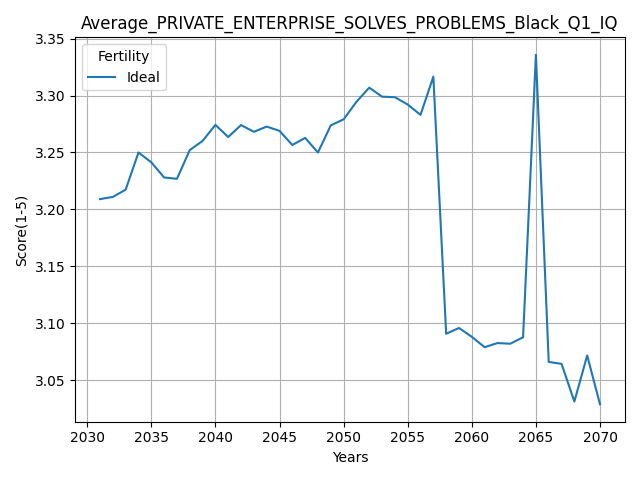 Average_PRIVATE_ENTERPRISE_SOLVES_PROBLEMS_Black_Q1_IQ
Fertility
Ideal
Score(1-5)
3.35
3.30
3.25
3.20
3.15
3.10
3.05
2030 2035 2040 2045 2050 2055 2060 2065 2070
Years